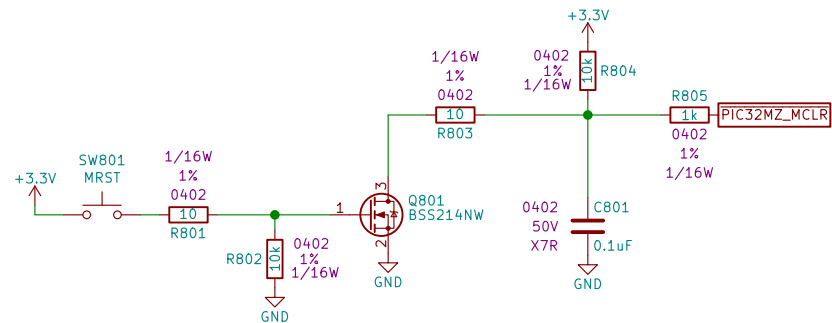 +3.3V
1/16W
1%
0402
10
R803
0402
1%
1/16W
10k
R804
R805
1k
0402
1%
1/16W
PIC32MZ_MCLR
SW801
MRST
+3.3V
1/16W
1%
0402
10
R801
1
3
2
Q801
BSS214NW
GND
R802
10k
0402
1%
1/16W
GND
0402
50V
X7R
C801
0.1uF
GND